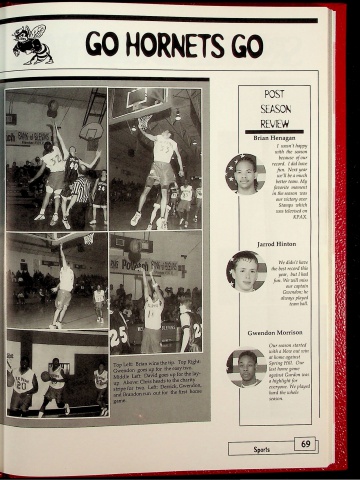 GO HORNETS GO
POST
SEASON
REVIEW
Brian Henagan
I wasn't happy
with the season
because of our
record. I did have
fun. Next year
we'll be a much
better team. My
favorite moment
in the season was
our victory over
Stamps which
was televised on
KPXJ.
Jarrod Hinton
We didn't have
the best record this
year, but I had
fun. We will miss
our captain
Gwendon; he
always played
team ball.
Gwendon Morrison
Our season started
with a Nov. out win
at home against
Spring Hill. Our
last home game
against Gordon was
a highlight for
everyone. We played
hard the whole
season.
Top Left: Brian wins the tip. Top Right:
Gwendon goes up for the easy two.
Middle Left: David goes up for the lay-
up. Above: Chris heads to the charity
stripe for two. Left: Derrick, Gwendon,
and Brandon run out for the first home
game.
32
25
20
Sports
69